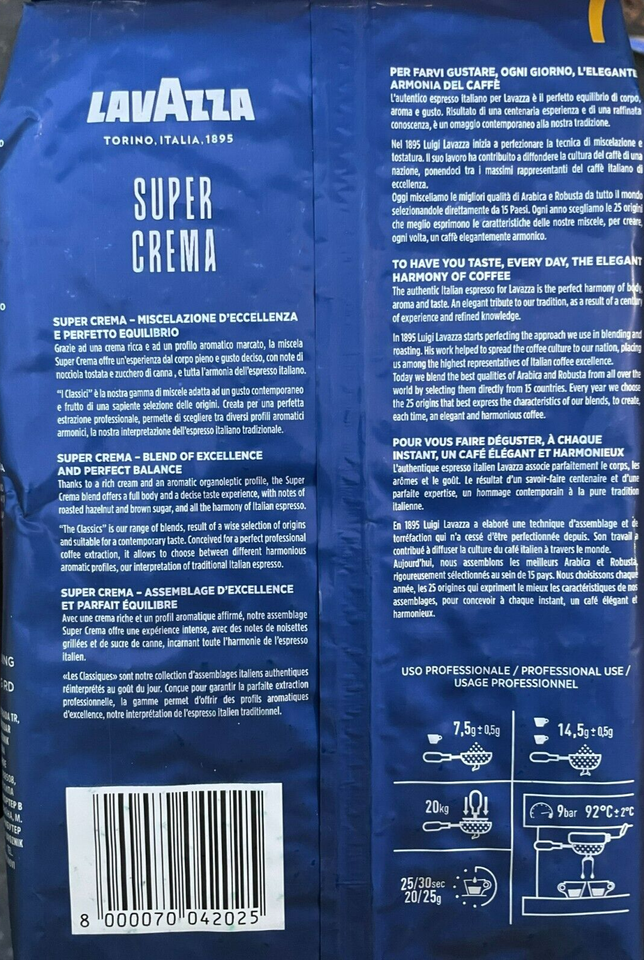 LAVAZZA
TORINO, ITALIA, 1895
SUPER
CREMA
SUPER CREMA – MISCELAZIONE D'ECCELLENZA
E PERFETTO EQUILIBRIO
Grazie ad una crema ricca e ad un profilo aromatico marcato, la miscela
Super Crema offre un'esperienza dal corpo pieno e gusto deciso, con note di
nocciola tostata e zucchero di canna , e tutta l'armonia dell'espresso italiano.
"I Classici" è la nostra gamma di miscele adatta ad un gusto contemporaneo
e frutto di una sapiente selezione delle origini. Creata per una perfetta
estrazione professionale, permette di scegliere tra diversi profili aromatici
armonici, la nostra interpretazione dell'espresso italiano tradizionale.
SUPER CREMA – BLEND OF EXCELLENCE
AND PERFECT BALANCE
Thanks to a rich cream and an aromatic organoleptic profile, the Super
Crema blend offers a full body and a decise taste experience, with notes of
roasted hazelnut and brown sugar, and all the harmony of Italian espresso.
"The Classics" is our range of blends, result of a wise selection of origins
and suitable for a contemporary taste. Conceived for a perfect professional
coffee extraction, it allows to choose between different harmonious
aromatic profiles, our interpretation of traditional Italian espresso.
SUPER CREMA – ASSEMBLAGE D'EXCELLENCE
ET PARFAIT ÉQUILIBRE
Avec une crema riche et un profil aromatique affirmé, notre assemblage
Super Crema offre une expérience intense, avec des notes de noisettes
grillées et de sucre de canne, incarnant toute l'harmonie de l'espresso
italien.
«Les Classiques» sont notre collection d'assemblages italiens authentiques
réinterprétés au goût du jour. Conçue pour garantir la parfaite extraction
professionnelle, la gamme permet d'offrir des profils aromatiques
d'excellence, notre interprétation de l'espresso italien traditionnel.
8 000070 042025
PER FARVI GUSTARE, OGNI GIORNO, L'ELEGANTE
ARMONIA DEL CAFFÈ
L'autentico espresso italiano per Lavazza è il perfetto equilibrio di corpo,
aroma e gusto. Risultato di una centenaria esperienza e di una raffinata
conoscenza, è un omaggio contemporaneo alla nostra tradizione.
Nel 1895 Luigi Lavazza inizia a perfezionare la tecnica di miscelazione e
tostatura. Il suo lavoro ha contribuito a diffondere la cultura del caffè di una
nazione, ponendoci tra i massimi rappresentanti del caffè italiano di
eccellenza.
Oggi misceliamo le migliori qualità di Arabica e Robusta da tutto il mondo
selezionandole direttamente da 15 Paesi. Ogni anno scegliamo le 25 origini
che meglio esprimono le caratteristiche delle nostre miscele, per creare,
ogni volta, un caffè elegantemente armonico.
TO HAVE YOU TASTE, EVERY DAY, THE ELEGANT
HARMONY OF COFFEE
The authentic Italian espresso for Lavazza is the perfect harmony of body,
aroma and taste. An elegant tribute to our tradition, as a result of a century
of experience and refined knowledge.
In 1895 Luigi Lavazza starts perfecting the approach we use in blending and
roasting. His work helped to spread the coffee culture to our nation, placing
us among the highest representatives of Italian coffee excellence.
Today we blend the best qualities of Arabica and Robusta from all over the
world by selecting them directly from 15 countries. Every year we choose
the 25 origins that best express the characteristics of our blends, to create,
each time, an elegant and harmonious coffee.
POUR VOUS FAIRE DÉGUSTER, À CHAQUE
INSTANT, UN CAFÉ ÉLÉGANT ET HARMONIEUX
L'authentique espresso italien Lavazza associe parfaitement le corps, les
arômes et le goût. Le résultat d'un savoir-faire centenaire et d'une
parfaite expertise, un hommage contemporain à la pure tradition
italienne.
En 1895 Luigi Lavazza a elaboré une technique d'assemblage et de
torréfaction qui n'a cessé d'être perfectionnée depuis. Son travail a
contribué à diffuser la culture du café italien à travers le monde.
Aujourd'hui, nous assemblons les meilleurs Arabica et Robusta,
rigoureusement sélectionnés au sein de 15 pays. Nous choisissons chaque
année, les 25 origines qui expriment le mieux les caractéristiques de nos
assemblages, pour concevoir à chaque instant, un café élégant et
harmonieux.
USO PROFESSIONALE / PROFESSIONAL USE /
USAGE PROFESSIONNEL
7,5g ± 0,5g
14,5g ± 0,5g
20kg
9bar 92°C ± 2°C
25/30sec
20/25g